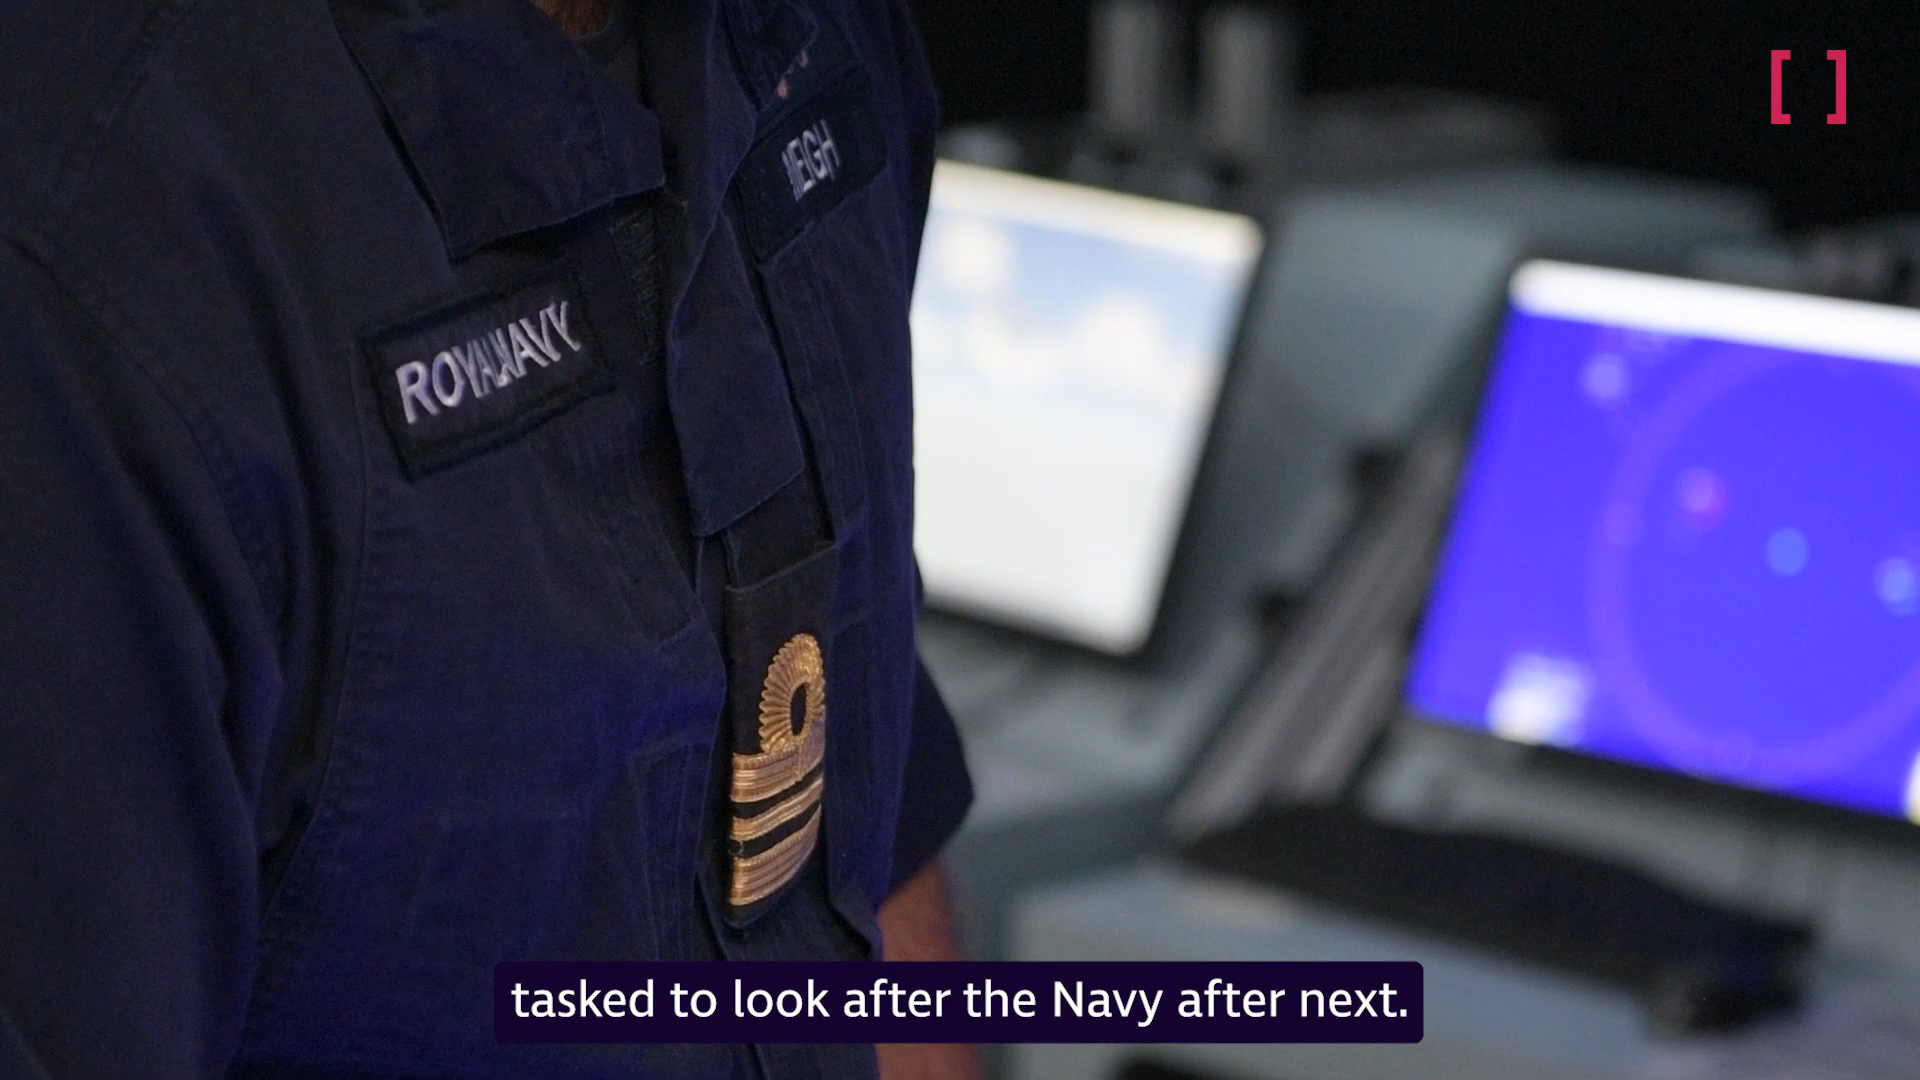 ROYAL NAVY
[ ]
tasked to look after the Navy after next.